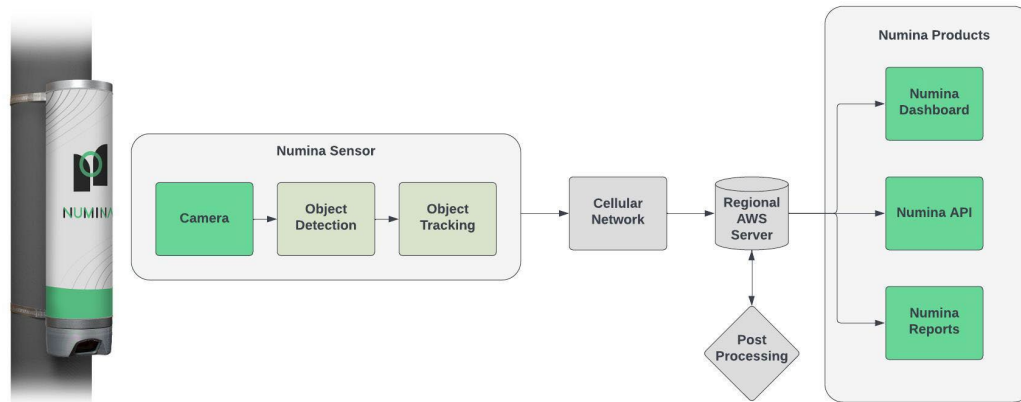 NUMINA
Numina Sensor
Camera
Object
Detection
Object
Tracking
Cellular
Network
Regional
AWS
Server
Post
Processing
Numina Products
Numina
Dashboard
Numina API
Numina
Reports